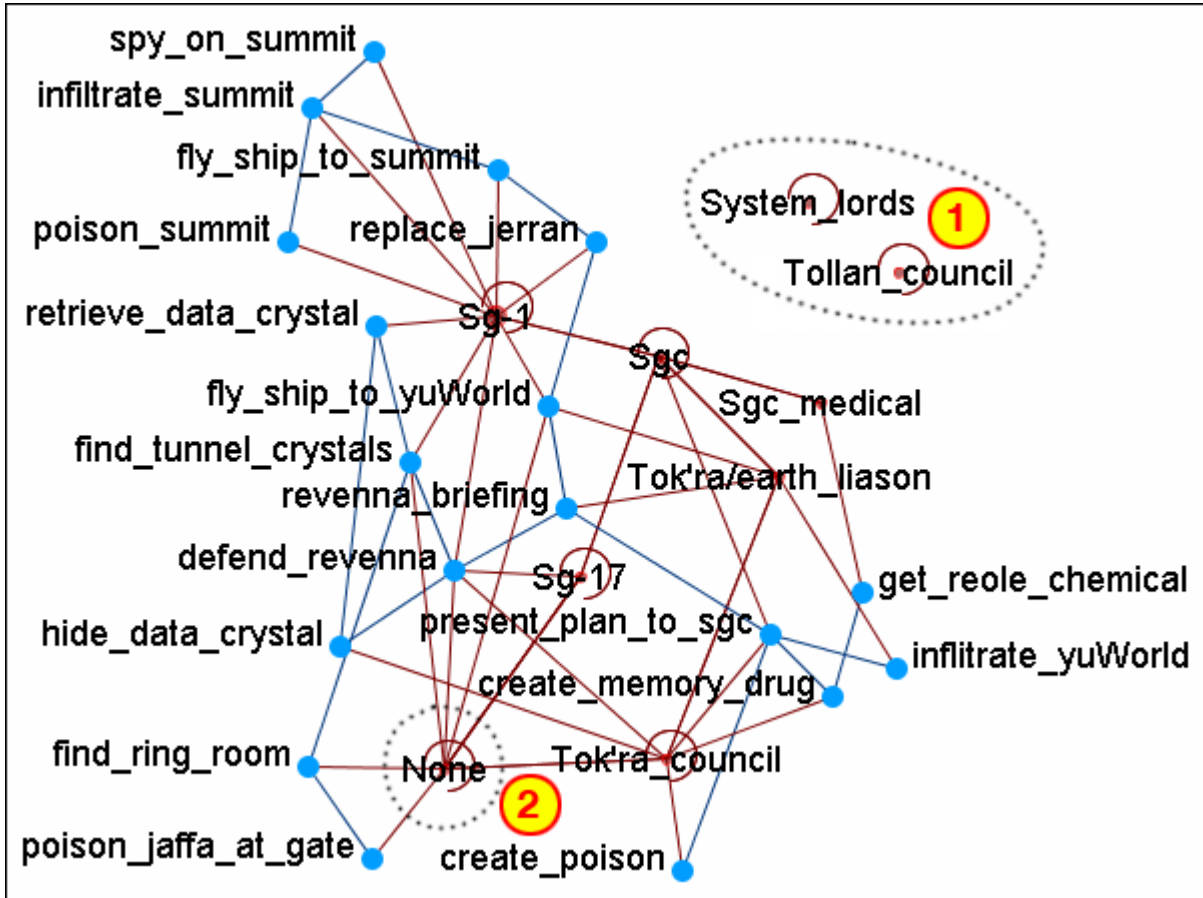 spy_on_summit
infiltrate_summit
fly_ship_to_summit
System_lords
1
poison_summit
replace_jerran
Tollan_council
retrieve_data_crystal
Sg-1
Sgc
fly_ship_to_yuWorld
Sgc_medical
find_tunnel_crystals
Tok'ra/earth_liason
revenna_briefing
defend_revenna
Sg-17
get_reole_chemical
present_plan_to_sgc
hide_data_crystal
inflitrate_yuWorld
create_memory_drug
find_ring_room
None
Tok'ra_council
2
poison_jaffa_at_gate
create_poison